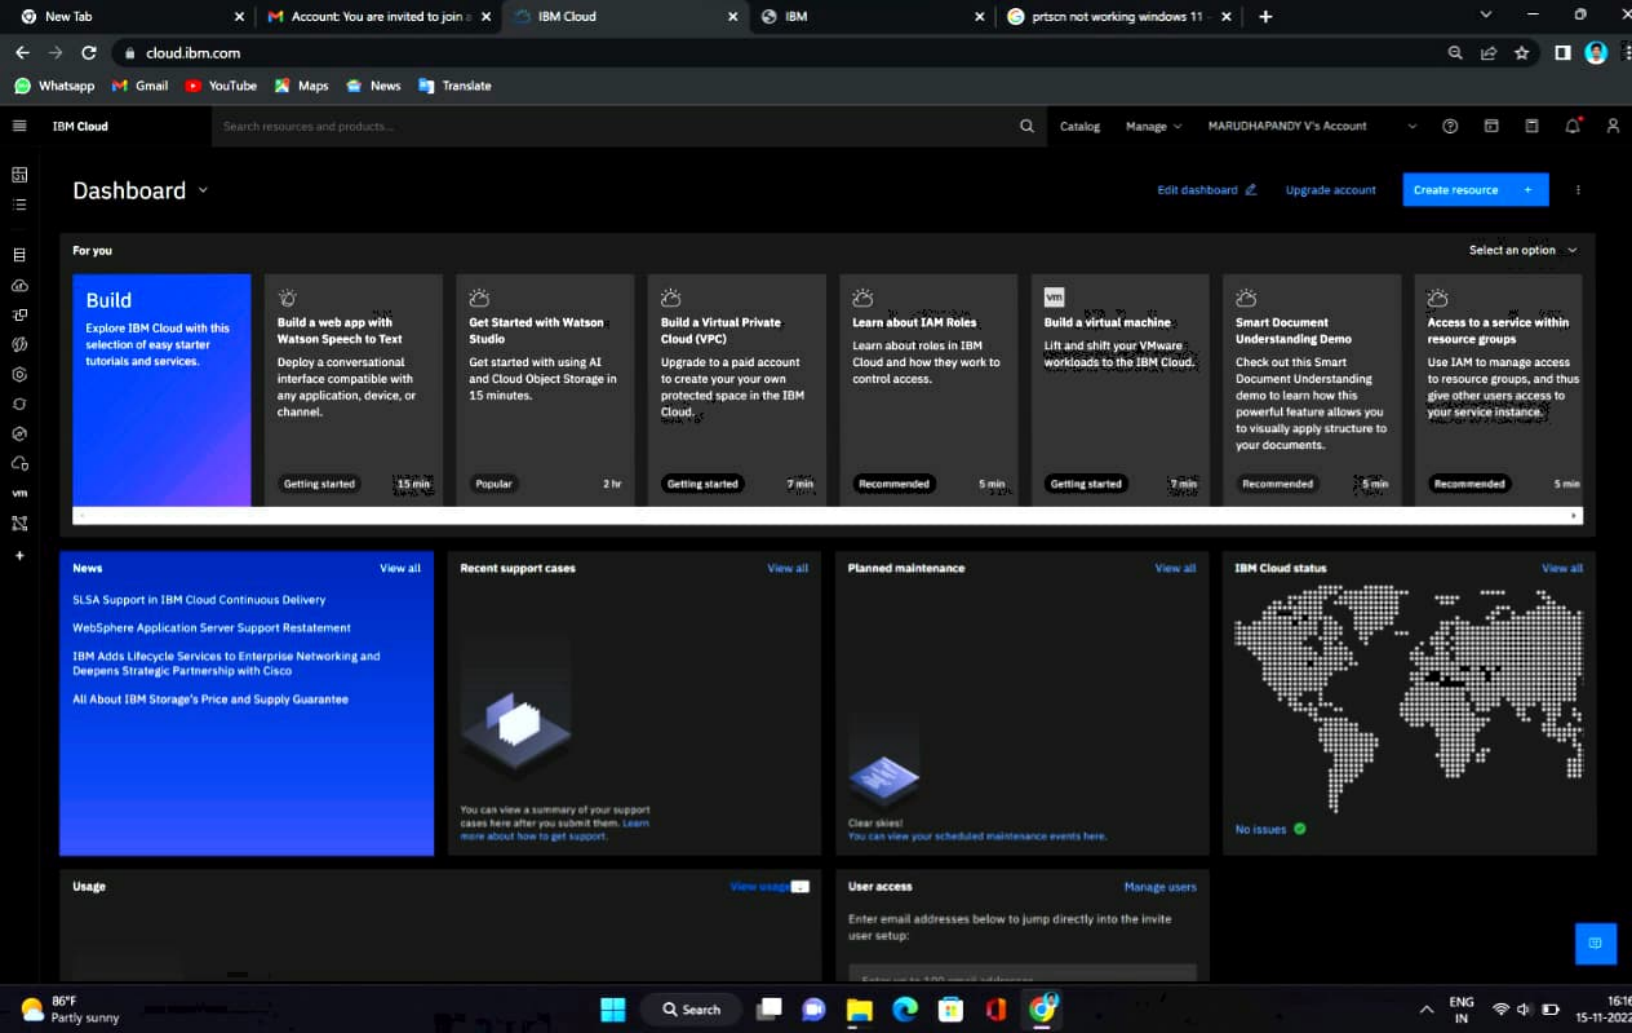 New Tab
Account: You are invited to join a
IBM Cloud
IBM
prtscn not working windows 11 -
cloud.ibm.com
Whatsapp
Gmail
YouTube
Maps
News
Translate
IBM Cloud
Search resources and products...
Catalog
Manage
MARUDHAPANDY V's Account
Dashboard
Edit dashboard
Upgrade account
Create resource +
For you
Select an option
Build
Explore IBM Cloud with this
selection of easy starter
tutorials and services.
Build a web app with
Watson Speech to Text
Deploy a conversational
interface compatible with
any application, device, or
channel.
Getting started
15 min
Get Started with Watson
Studio
Get started with using AI
and Cloud Object Storage in
15 minutes.
Popular
2 hr
Build a Virtual Private
Cloud (VPC)
Upgrade to a paid account
to create your your own
protected space in the IBM
Cloud.
Getting started
7 min
Learn about IAM Roles
Learn about roles in IBM
Cloud and how they work to
control access.
Recommended
5 min
vm
Build a virtual machine
Lift and shift your VMware
workloads to the IBM Cloud.
Getting started
7 min
Smart Document
Understanding Demo
Check out this Smart
Document Understanding
demo to learn how this
powerful feature allows you
to visually apply structure to
your documents.
Recommended
5 min
Access to a service within
resource groups
Use IAM to manage access
to resource groups, and thus
give other users access to
your service instance.
Recommended
5 min
vm
News
View all
SLSA Support in IBM Cloud Continuous Delivery
WebSphere Application Server Support Restatement
IBM Adds Lifecycle Services to Enterprise Networking and
Deepens Strategic Partnership with Cisco
All About IBM Storage's Price and Supply Guarantee
Recent support cases
View all
You can view a summary of your support
cases here after you submit them. Learn
more about how to get support.
Planned maintenance
View all
Clear skies!
You can view your scheduled maintenance events here.
IBM Cloud status
View all
No issues
Usage
View usage
User access
Manage users
Enter email addresses below to jump directly into the invite
user setup:
Enter up to 100 email addresses
86°F
Partly sunny
Search
ENG
IN
16:16
15-11-2022